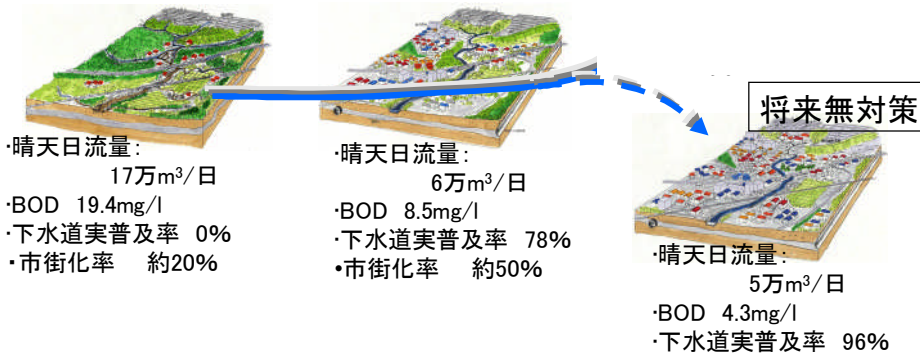 ・晴天日流量：
17万m³/日
・BOD 19.4mg/l
・下水道実普及率 0%
・市街化率 約20%
・晴天日流量：
6万m³/日
・BOD 8.5mg/l
・下水道実普及率 78%
•市街化率 約50%
将来無対策
・晴天日流量：
5万m³/日
・BOD 4.3mg/l
・下水道実普及率 96%